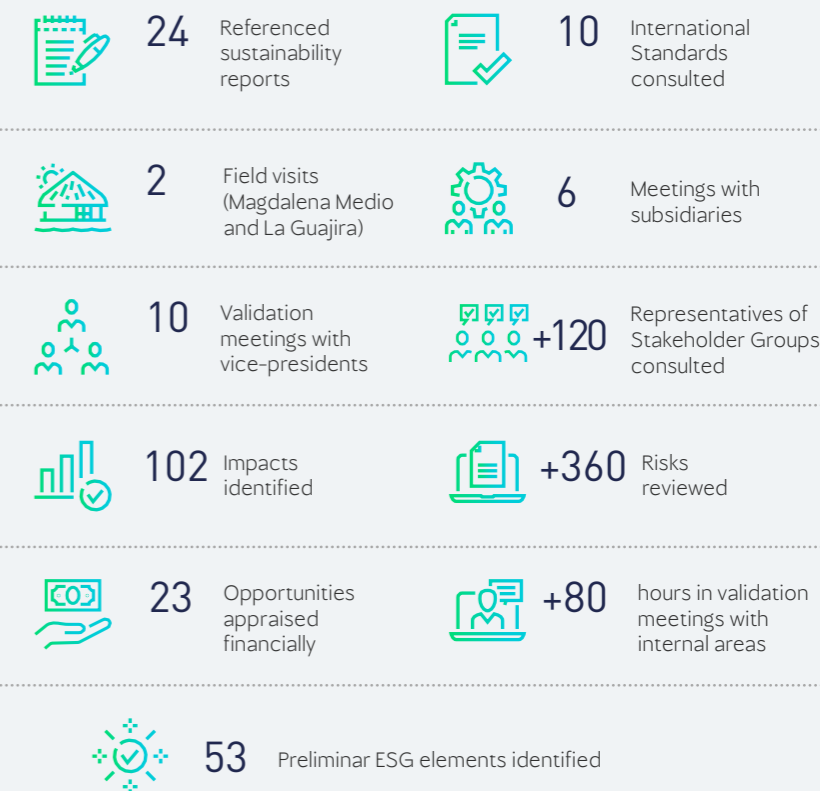 24 Referenced
sustainability
reports
10 International
Standards
consulted
2 Field visits
(Magdalena Medio
and La Guajira)
6 Meetings with
subsidiaries
10 Validation
meetings with
vice-presidents
+120 Representatives of
Stakeholder Groups
consulted
102 Impacts
identified
+360 Risks
reviewed
23 Opportunities
appraised
financially
+80 hours in validation
meetings with
internal areas
53 Preliminar ESG elements identified